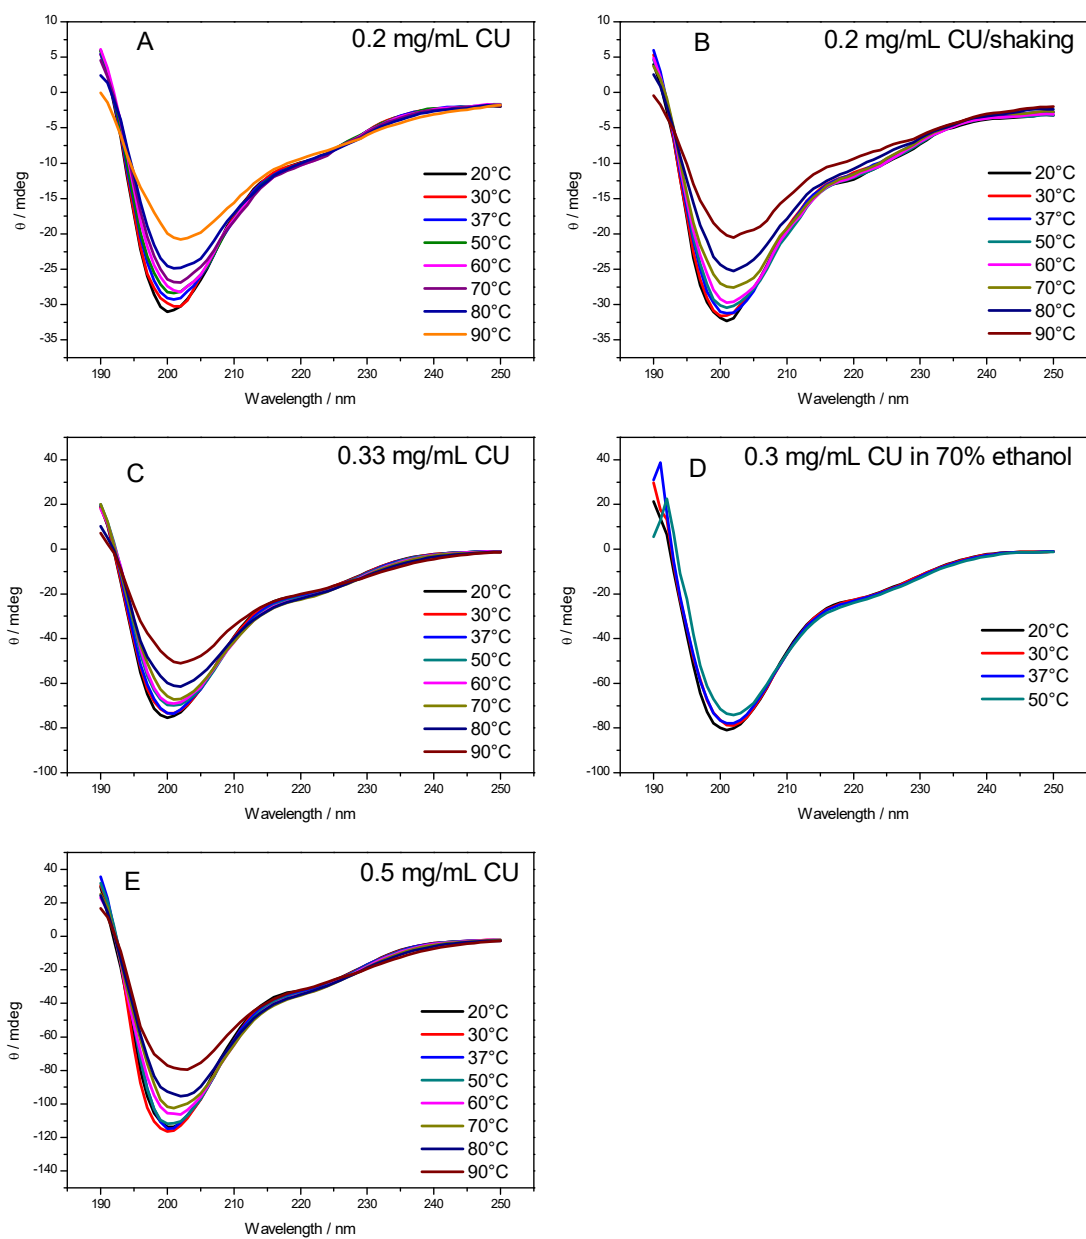 A
0.2 mg/mL CU
10
5
0
-5
-10
-15
-20
-25
-30
-35
θ / mdeg
20°C
30°C
37°C
50°C
60°C
70°C
80°C
90°C
190 200 210 220 230 240 250
Wavelength / nm
B
0.2 mg/mL CU/shaking
10
5
0
-5
-10
-15
-20
-25
-30
-35
θ / mdeg
20°C
30°C
37°C
50°C
60°C
70°C
80°C
90°C
190 200 210 220 230 240 250
Wavelength / nm
C
0.33 mg/mL CU
40
20
0
-20
-40
-60
-80
-100
θ / mdeg
20°C
30°C
37°C
50°C
60°C
70°C
80°C
90°C
190 200 210 220 230 240 250
Wavelength / nm
D
0.3 mg/mL CU in 70% ethanol
40
20
0
-20
-40
-60
-80
-100
θ / mdeg
20°C
30°C
37°C
50°C
190 200 210 220 230 240 250
Wavelength / nm
E
0.5 mg/mL CU
40
20
0
-20
-40
-60
-80
-100
-120
-140
θ / mdeg
20°C
30°C
37°C
50°C
60°C
70°C
80°C
90°C
190 200 210 220 230 240 250
Wavelength / nm